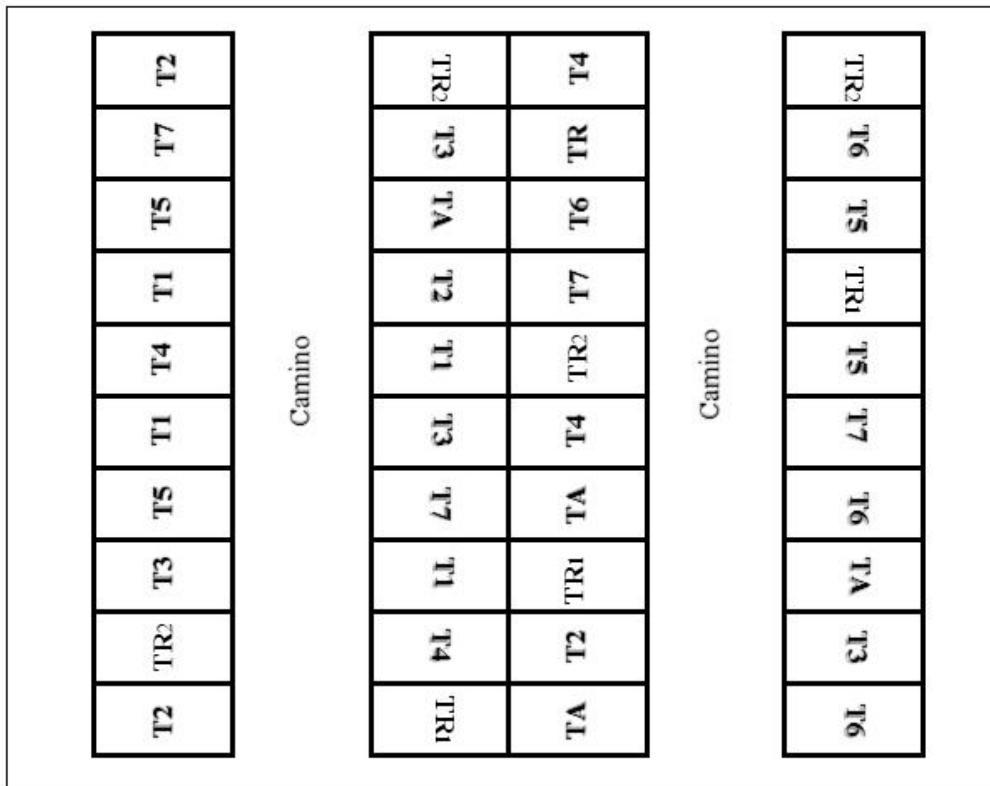 T2 TR2 T4 TR2
T7 T3 TR T6
T5 TA T6 T5
T1 T2 T7 TR1
T4 Camino T1 TR2 Camino T5
T1 T3 T4 T7
T5 T7 TA T6
T3 T1 TR1 TA
TR2 T4 T2 T3
T2 TR1 TA T6